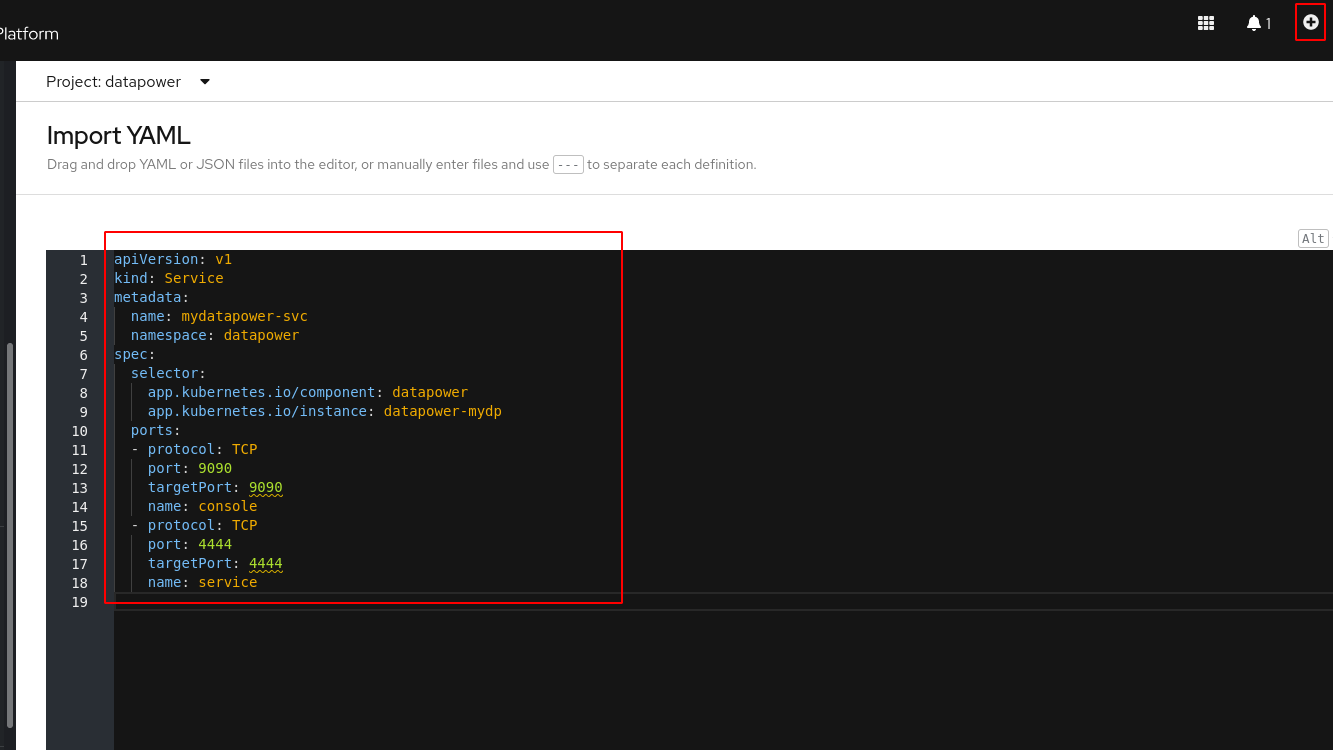 Platform
1
Project: datapower
Import YAML
Drag and drop YAML or JSON files into the editor, or manually enter files and use --- to separate each definition.
Alt
1 apiVersion: v1
2 kind: Service
3 metadata:
4   name: mydatapower-svc
5   namespace: datapower
6 spec:
7   selector:
8     app.kubernetes.io/component: datapower
9     app.kubernetes.io/instance: datapower-mydp
10   ports:
11   - protocol: TCP
12     port: 9090
13     targetPort: 9090
14     name: console
15   - protocol: TCP
16     port: 4444
17     targetPort: 4444
18     name: service
19